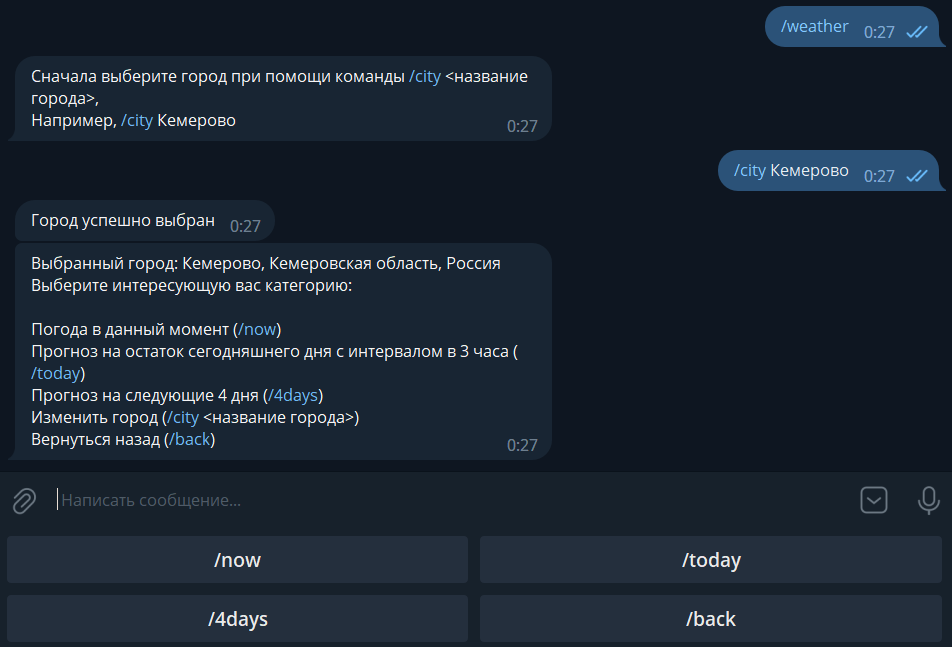 /weather 0:27
Сначала выберите город при помощи команды /city <название
города>,
Например, /city Кемерово
0:27
/city Кемерово 0:27
Город успешно выбран 0:27
Выбранный город: Кемерово, Кемеровская область, Россия
Выберите интересующую вас категорию:
Погода в данный момент (/now)
Прогноз на остаток сегодняшнего дня с интервалом в 3 часа (
/today)
Прогноз на следующие 4 дня (/4days)
Изменить город (/city <название города>)
Вернуться назад (/back)
0:27
Написать сообщение...
/now
/today
/4days
/back